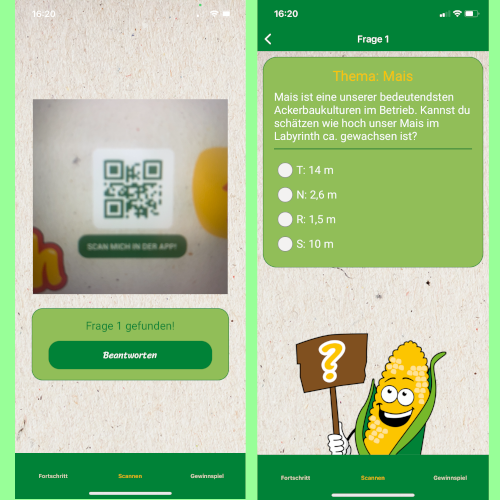 16:20
SCAN MICH IN DER APP!
Frage 1 gefunden!
Beantworten
Fortschritt
Scannen
Gewinnspiel
16:20
Frage 1
Thema: Mais
Mais ist eine unserer bedeutendsten
Ackerbaukulturen im Betrieb. Kannst du
schätzen wie hoch unser Mais im
Labyrinth ca. gewachsen ist?
T: 14 m
N: 2,6 m
R: 1,5 m
S: 10 m
?
Fortschritt
Scannen
Gewinnspiel